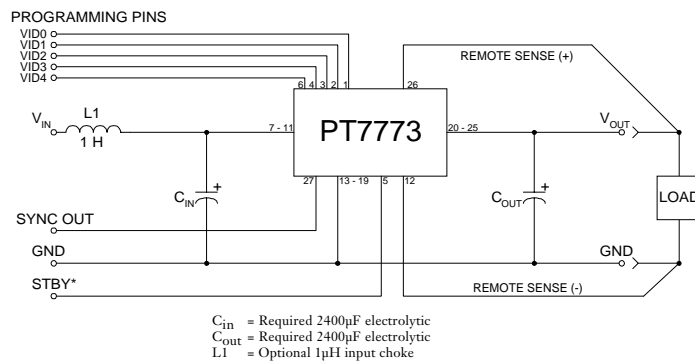 PROGRAMMING PINS
VID0
VID1
VID2
VID3
VID4
6 4 3 2 1
26
REMOTE SENSE (+)
L1
VIN
1 H
7 - 11
PT7773
20 - 25
VOUT
27
13 - 19
5
12
CIN
+
COUT
+
LOAD
SYNC OUT
GND
GND
STBY*
REMOTE SENSE (-)
Cin = Required 2400µF electrolytic
Cout = Required 2400µF electrolytic
L1 = Optional 1µH input choke